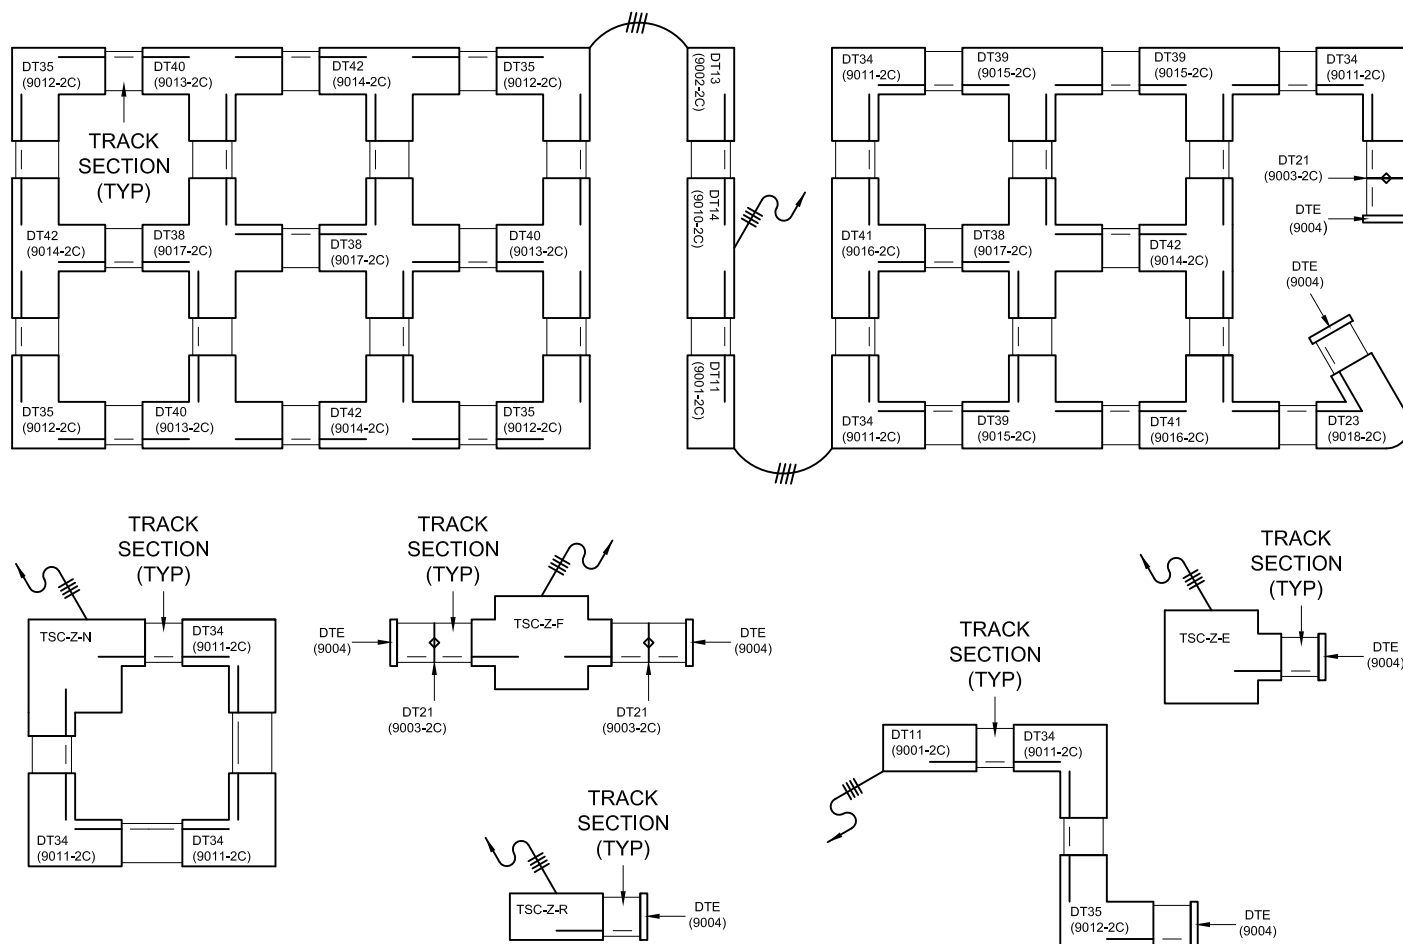 DT35
(9012-2C)
DT40
(9013-2C)
DT42
(9014-2C)
DT35
(9012-2C)
TRACK
SECTION
(TYP)
DT42
(9014-2C)
DT38
(9017-2C)
DT38
(9017-2C)
DT40
(9013-2C)
DT35
(9012-2C)
DT40
(9013-2C)
DT42
(9014-2C)
DT35
(9012-2C)
DT13
(9002-2C)
DT14
(9010-2C)
DT11
(9001-2C)
DT34
(9011-2C)
DT39
(9015-2C)
DT39
(9015-2C)
DT34
(9011-2C)
DT21
(9003-2C)
DTE
(9004)
DT41
(9016-2C)
DT38
(9017-2C)
DT42
(9014-2C)
DTE
(9004)
DT34
(9011-2C)
DT39
(9015-2C)
DT41
(9016-2C)
DT23
(9018-2C)
TRACK
SECTION
(TYP)
TSC-Z-N
DT34
(9011-2C)
DT34
(9011-2C)
DT34
(9011-2C)
TRACK
SECTION
(TYP)
DTE
(9004)
TSC-Z-F
DTE
(9004)
DT21
(9003-2C)
DT21
(9003-2C)
TRACK
SECTION
(TYP)
TSC-Z-R
DTE
(9004)
TRACK
SECTION
(TYP)
TSC-Z-E
DTE
(9004)
TRACK
SECTION
(TYP)
DT11
(9001-2C)
DT34
(9011-2C)
DT35
(9012-2C)
DTE
(9004)